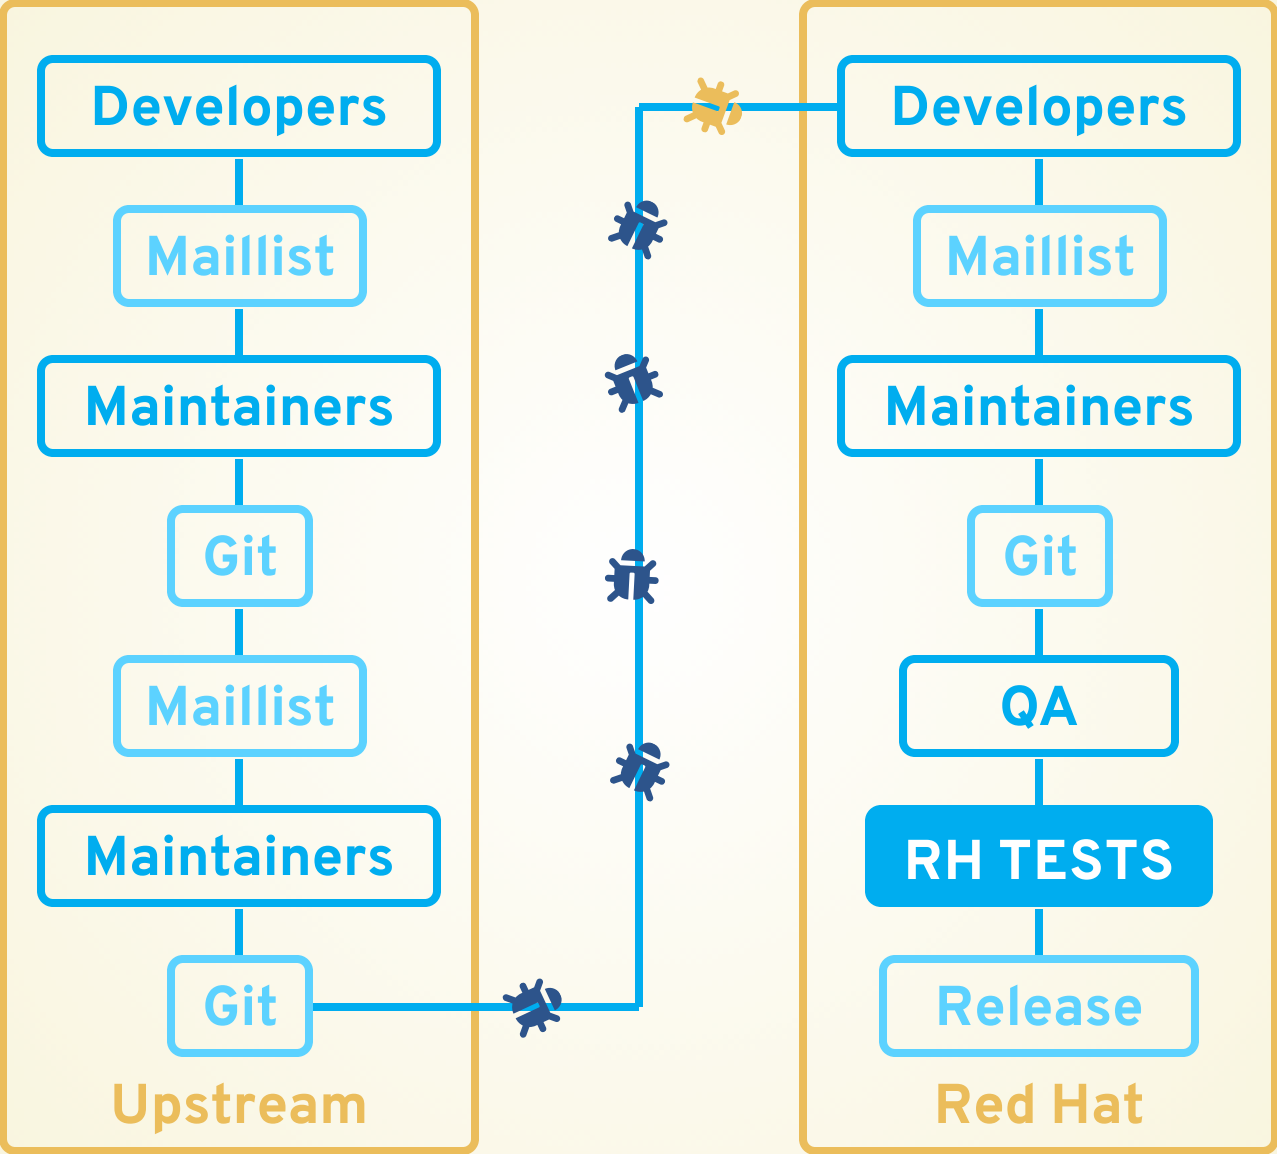 Developers
Maillist
Maintainers
Git
Maillist
Maintainers
Git
Upstream
Developers
Maillist
Maintainers
Git
QA
RH TESTS
Release
Red Hat